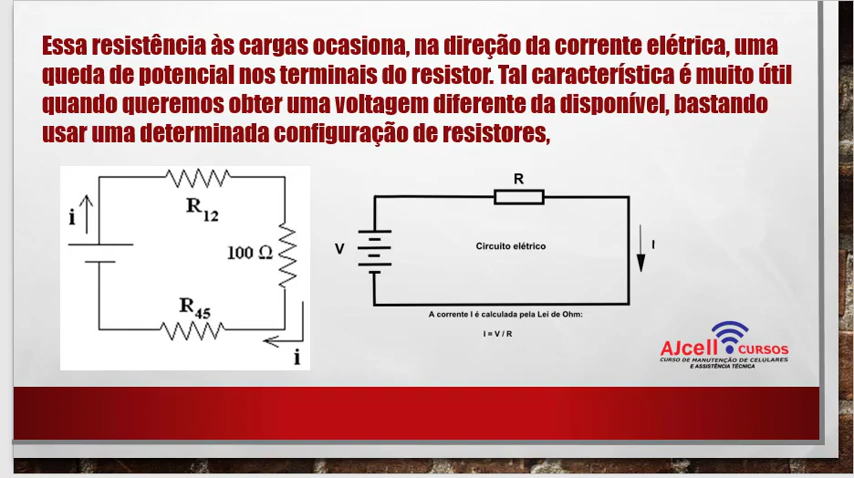 Essa resistência às cargas ocasiona, na direção da corrente elétrica, uma
queda de potencial nos terminais do resistor. Tal característica é muito útil
quando queremos obter uma voltagem diferente da disponível, bastando
usar uma determinada configuração de resistores,
i
R12
100 Ω
R45
i
R
V
Circuito elétrico
I
A corrente I é calculada pela Lei de Ohm:
i = V / R
AJcell CURSOS
CURSO DE MANUTENÇÃO DE CELULARES
E ASSISTÊNCIA TÉCNICA